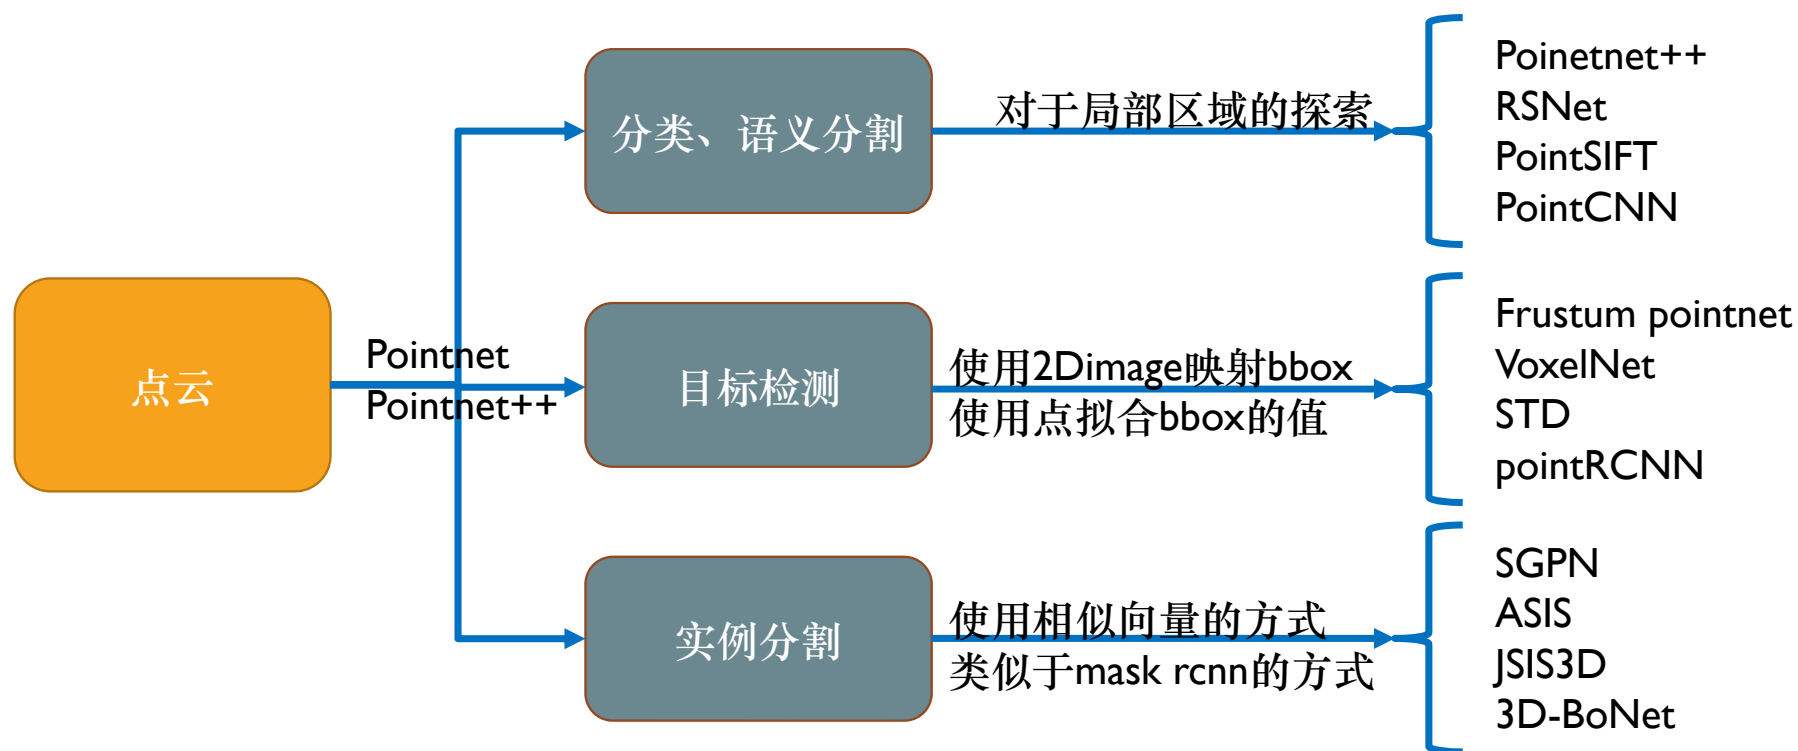 点云
Pointnet
Pointnet++
分类、语义分割
对于局部区域的探索
Poinetnet++
RSNet
PointSIFT
PointCNN
目标检测
使用2Dimage映射bbox
使用点拟合bbox的值
Frustum pointnet
VoxelNet
STD
pointRCNN
实例分割
使用相似向量的方式
类似于mask rcnn的方式
SGPN
ASIS
JSIS3D
3D-BoNet